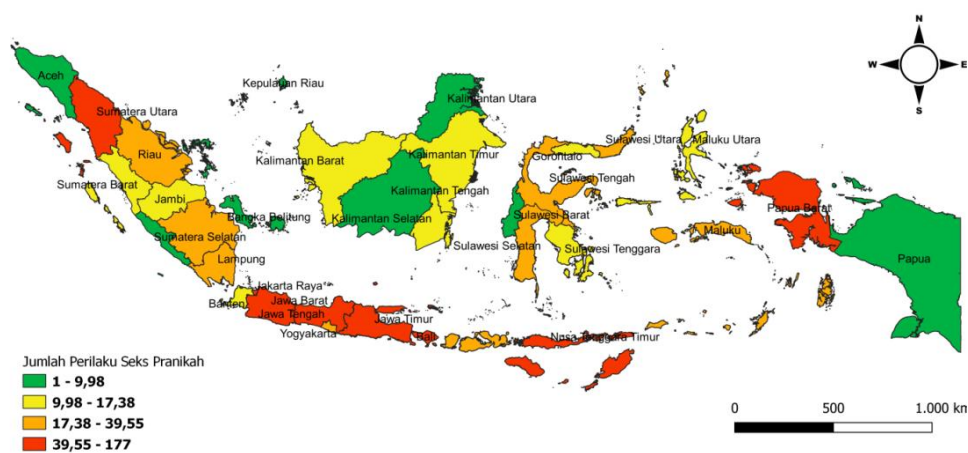 N
W E
S
Aceh
Kepulayan Riau
Kalimantan Utara
Sumatera Utara
Sulawesi Utara
Maluku Utara
Riau
Kalimantan Barat
Kalimantan Timur
Gorontalo
Sumatera Barat
Sulawesi Tengah
Jambi
Kalimantan Tengah
Papua Barat
Bangka Belitung
Kalimantan Selatan
Sulawesi Barat
Sumatera Selatan
Maluku
Sulawesi Selatan
Sulawesi Tenggara
Lampung
Papua
Jakarta Raya
Banten
Jawa Barat
Jawa Tangah
Jawa Timur
Yogyakarta
Bali
Nusa Tenggara Timur
Jumlah Perilaku Seks Pranikah
1 - 9,98
9,98 - 17,38
17,38 - 39,55
39,55 - 177
0 500 1.000 km